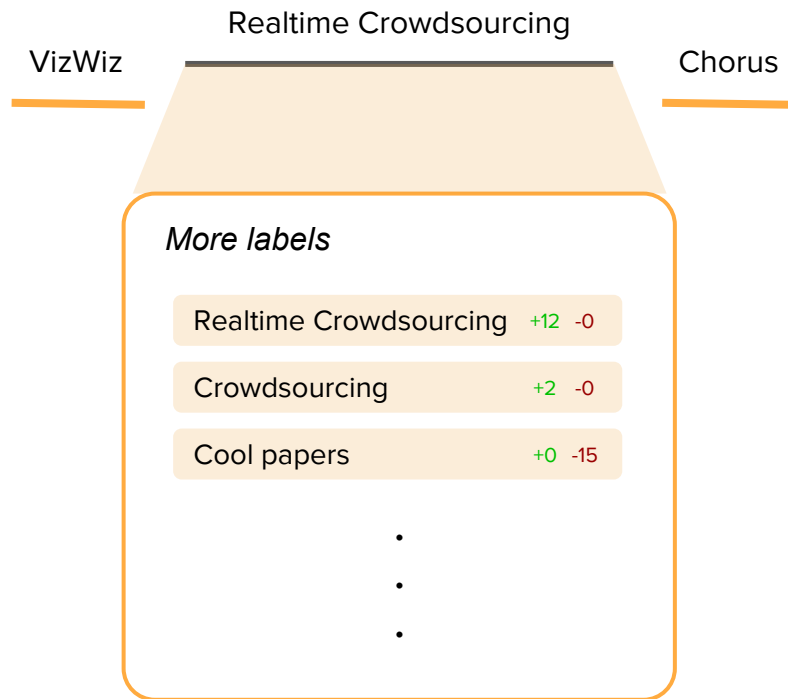 Realtime Crowdsourcing
VizWiz
Chorus
More labels
Realtime Crowdsourcing +12 -0
Crowdsourcing +2 -0
Cool papers +0 -15
.
.
.